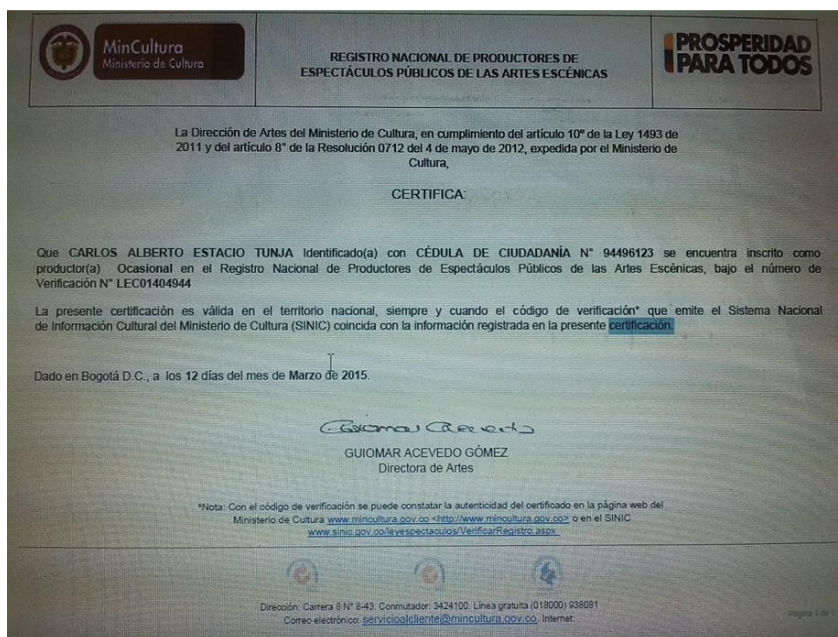 MinCultura
Ministerio de Cultura
REGISTRO NACIONAL DE PRODUCTORES DE
ESPECTÁCULOS PÚBLICOS DE LAS ARTES ESCÉNICAS
PROSPERIDAD
PARA TODOS
La Dirección de Artes del Ministerio de Cultura, en cumplimiento del artículo 10º de la Ley 1493 de
2011 y del artículo 8º de la Resolución 0712 del 4 de mayo de 2012, expedida por el Ministerio de
Cultura,
CERTIFICA:
Que CARLOS ALBERTO ESTACIO TUNJA Identificado(a) con CÉDULA DE CIUDADANÍA Nº 94496123 se encuentra inscrito como
productor(a) Ocasional en el Registro Nacional de Productores de Espectáculos Públicos de las Artes Escénicas, bajo el número de
Verificación Nº LEC01404944
La presente certificación es válida en el territorio nacional, siempre y cuando el código de verificación* que emite el Sistema Nacional
de Información Cultural del Ministerio de Cultura (SINIC) coincida con la información registrada en la presente certificación.
Dado en Bogotá D.C., a los 12 días del mes de Marzo de 2015.
GUIOMAR ACEVEDO GÓMEZ
Directora de Artes
*Nota: Con el código de verificación se puede constatar la autenticidad del certificado en la página web del
Ministerio de Cultura www.mincultura.gov.co <http://www.mincultura.gov.co> o en el SINIC
www.sinic.gov.co/leyespectaculos/VerificarRegistro.aspx
Dirección: Carrera 8 Nº 8-43. Conmutador: 3424100. Línea gratuita (018000) 938081
Correo electrónico: servicioalcliente@mincultura.gov.co, Internet:
Página 1 de